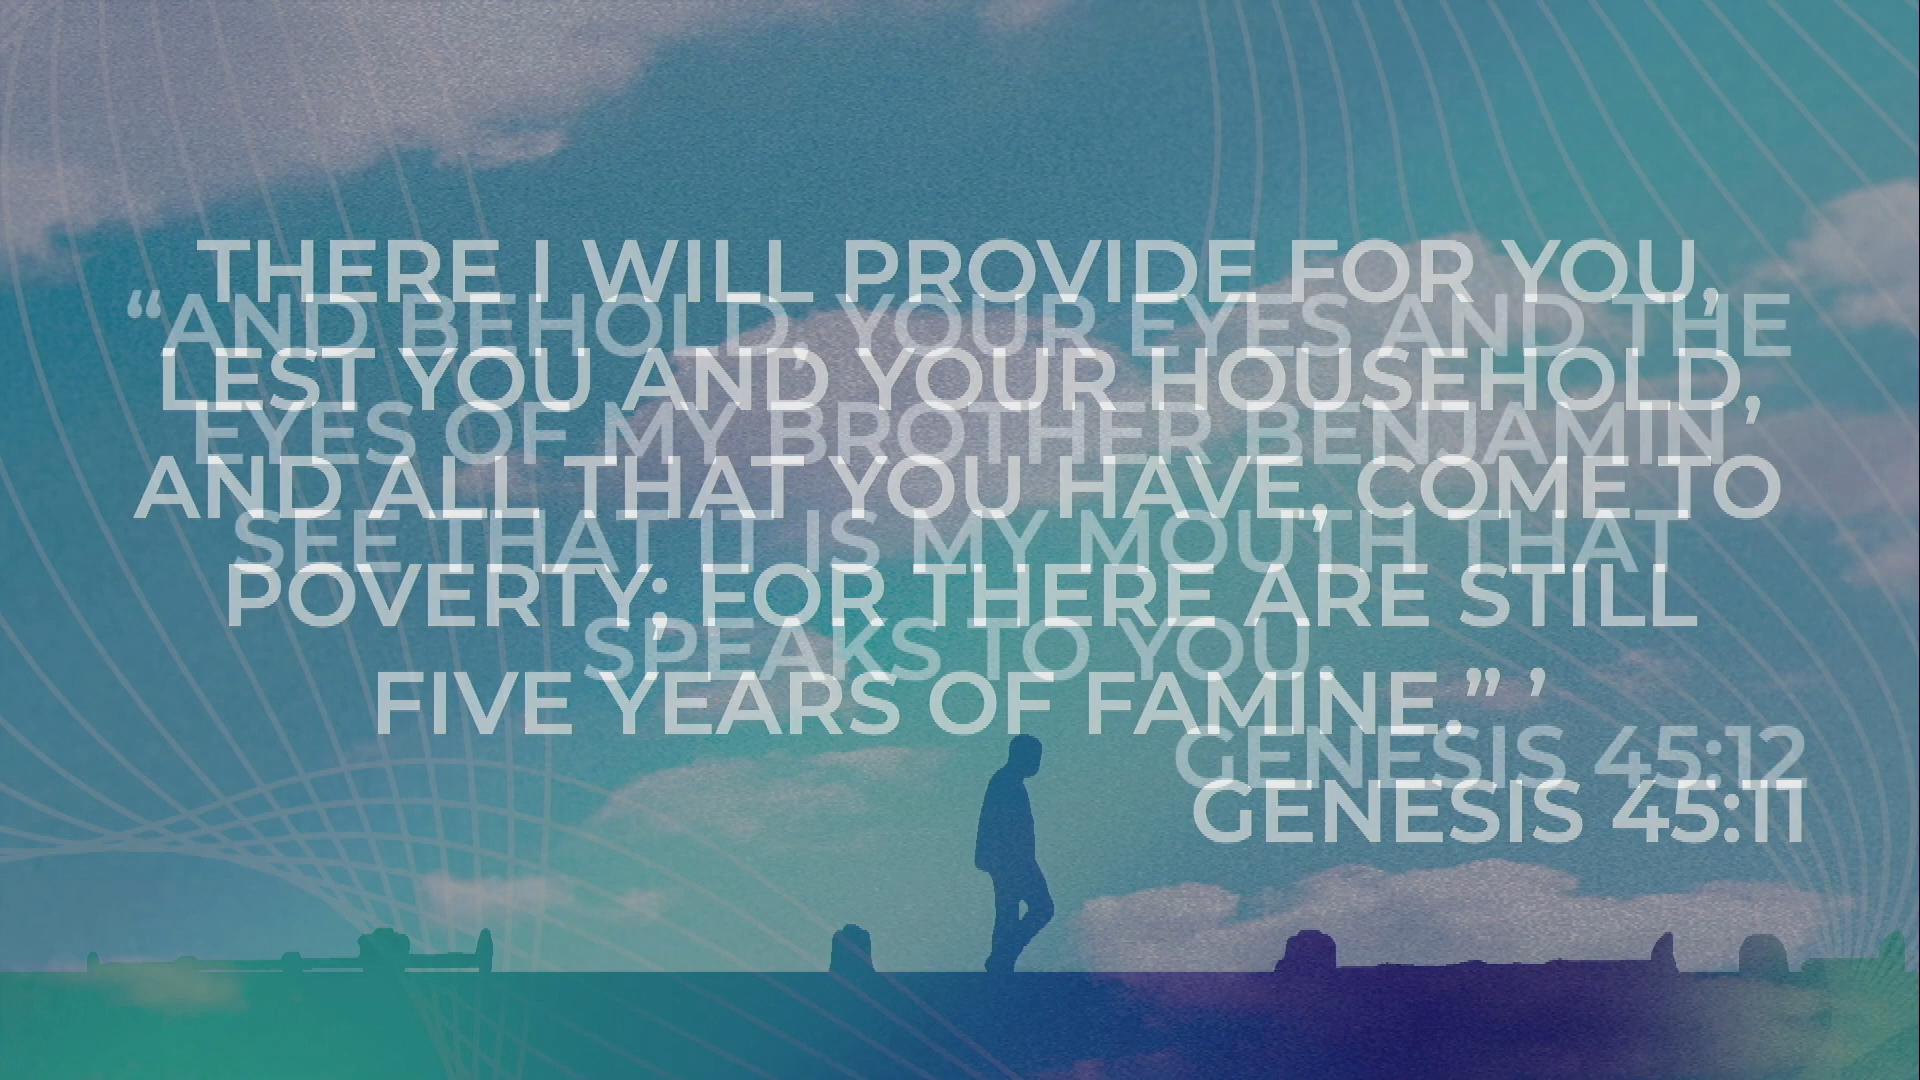 THERE I WILL PROVIDE FOR YOU,
LEST YOU AND YOUR HOUSEHOLD,
AND ALL THAT YOU HAVE, COME TO
POVERTY; FOR THERE ARE STILL
FIVE YEARS OF FAMINE.” ’
GENESIS 45:11
“AND BEHOLD, YOUR EYES AND THE
EYES OF MY BROTHER BENJAMIN
SEE THAT IT IS MY MOUTH THAT
SPEAKS TO YOU.
GENESIS 45:12